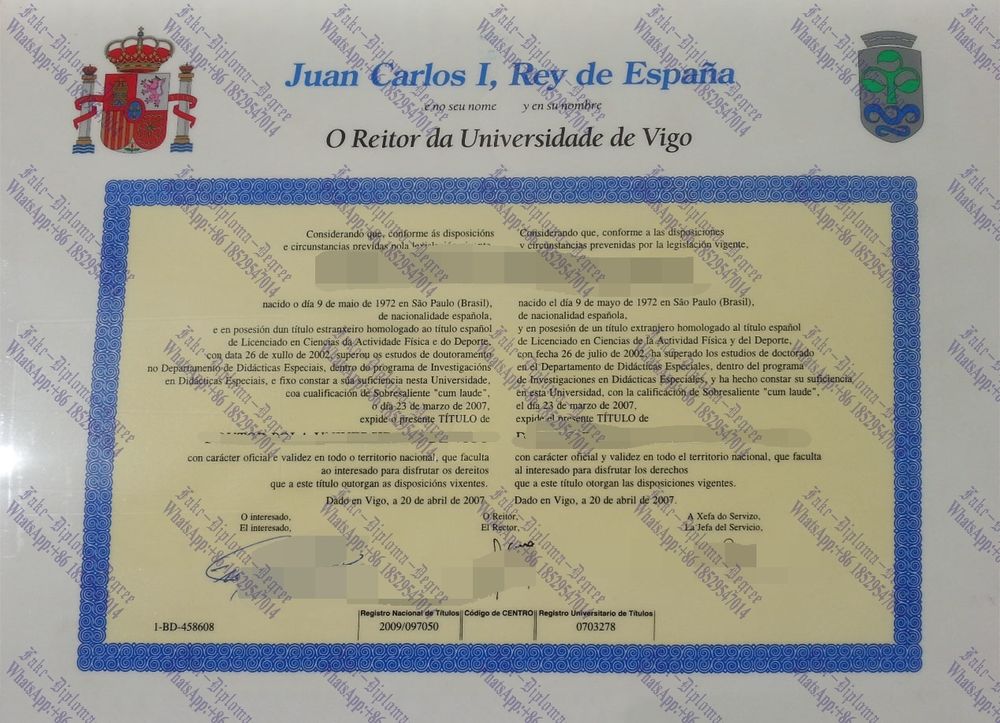 Juan Carlos I, Rey de España
e no seu nome y en su nombre
O Reitor da Universidade de Vigo
Considerando que, conforme ás disposicións
e circunstancias previdas pola
nacido o día 9 de maio de 1972 en São Paulo (Brasil),
de nacionalidade española,
e en posesión dun título estranxeiro homologado ao título español
de Licenciado en Ciencias da Actividade Física e do Deporte,
con data 26 de xullo de 2002, superou os estudos de doutoramento
no Departamento de Didácticas Especiais, dentro do programa de Investigacións
en Didácticas Especiais, e fixo constar a súa suficiencia nesta Universidade,
coa cualificación de Sobresaliente "cum laude",
o día 23 de marzo de 2007,
expide o presente TÍTULO de
con carácter oficial e validez en todo o territorio nacional, que faculta
ao interesado para disfrutar os dereitos
que a este título outorgan as disposicións vixentes.
Dado en Vigo, a 20 de abril de 2007.
Considerando que, conforme a las disposiciones
y circunstancias prevenidas por la legislación vigente,
nacido el día 9 de mayo de 1972 en São Paulo (Brasil),
de nacionalidad española,
y en posesión de un título extranjero homologado al título español
de Licenciado en Ciencias de la Actividad Física y del Deporte,
con fecha 26 de julio de 2002, ha superado los estudios de doctorado
en el Departamento de Didácticas Especiales, dentro del programa
de Investigaciones en Didácticas Especiales, y ha hecho constar su suficiencia
en esta Universidad, con la calificación de Sobresaliente "cum laude",
el día 23 de marzo de 2007,
expide el presente TÍTULO de
con carácter oficial y validez en todo el territorio nacional, que faculta
al interesado para disfrutar los derechos
que a este título otorgan las disposiciones vigentes.
Dado en Vigo, a 20 de abril de 2007.
O interesado,
El interesado,
O Reitor,
El Rector,
A Xefa do Servizo,
La Jefa del Servicio,
1-BD-458608
Registro Nacional de Títulos
2009/097050
Código de CENTRO
Registro Universitario de Títulos
0703278
Fake-Diploma-Degree
WhatsApp:+86 18529547014